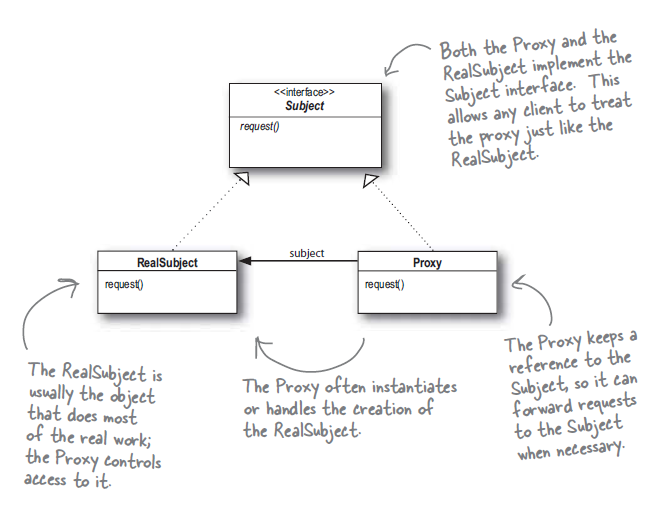 Both the Proxy and the
RealSubject implement the
Subject interface. This
allows any client to treat
the proxy just like the
RealSubject.
<<interface>>
Subject
request()
RealSubject
request()
subject
Proxy
request()
The RealSubject is
usually the object
that does most
of the real work;
the Proxy controls
access to it.
The Proxy often instantiates
or handles the creation of
the RealSubject.
The Proxy keeps a
reference to the
Subject, so it can
forward requests
to the Subject
when necessary.